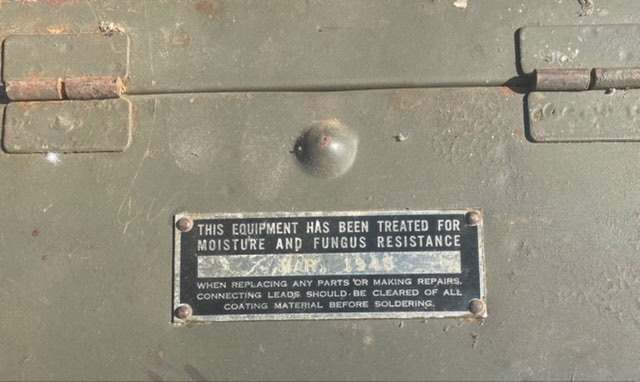 THIS EQUIPMENT HAS BEEN TREATED FOR
MOISTURE AND FUNGUS RESISTANCE
WHEN REPLACING ANY PARTS OR MAKING REPAIRS,
CONNECTING LEADS SHOULD BE CLEARED OF ALL
COATING MATERIAL BEFORE SOLDERING.